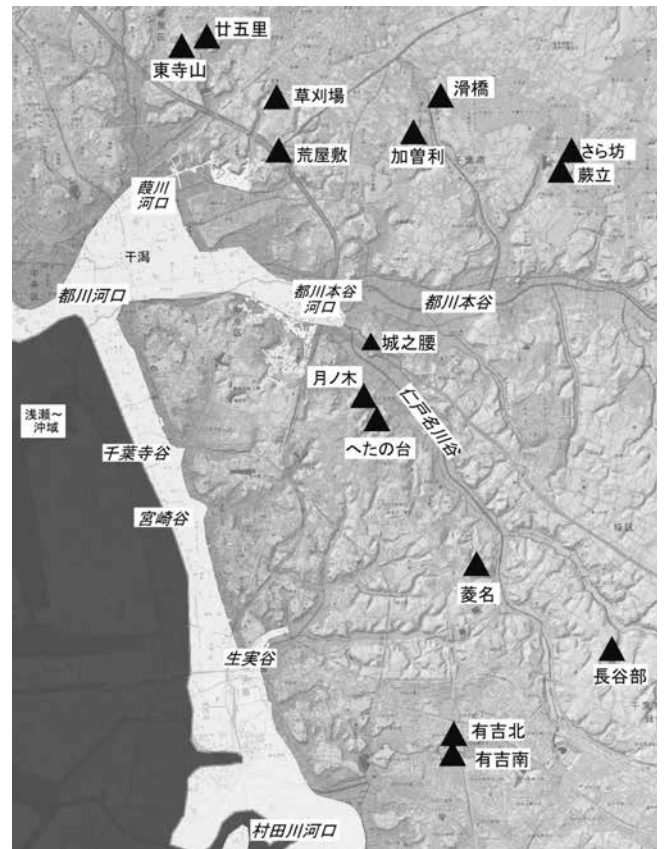 廿五里
東寺山
草刈場
滑橋
荒屋敷
加曽利
さら坊
蕨立
千葉市
葭川
河口
干潟
都川河口
都川本谷
河口
都川本谷
城之腰
月ノ木
仁戸名川谷
へたの台
浅瀬～
沖域
千葉寺谷
宮崎谷
菱名
生実谷
長谷部
有吉北
有吉南
村田川河口